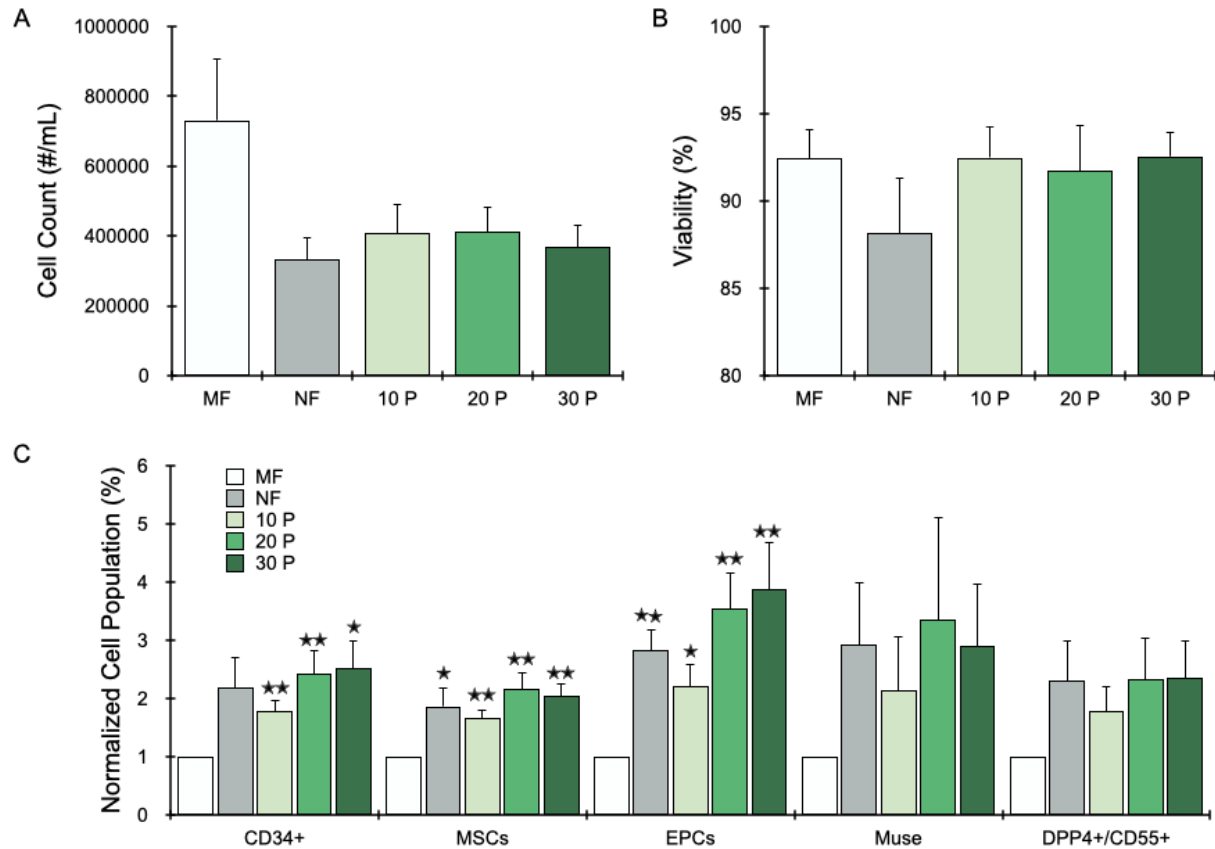 A
Cell Count (#/mL)
1000000
800000
600000
400000
200000
0
MF NF 10 P 20 P 30 P
B
Viability (%)
100
95
90
85
80
MF NF 10 P 20 P 30 P
C
Normalized Cell Population (%)
6
5
4
3
2
1
0
MF
NF
10 P
20 P
30 P
★★ ★★ ★
★ ★★ ★★ ★★
★★ ★ ★★ ★★
CD34+ MSCs EPCs Muse DPP4+/CD55+